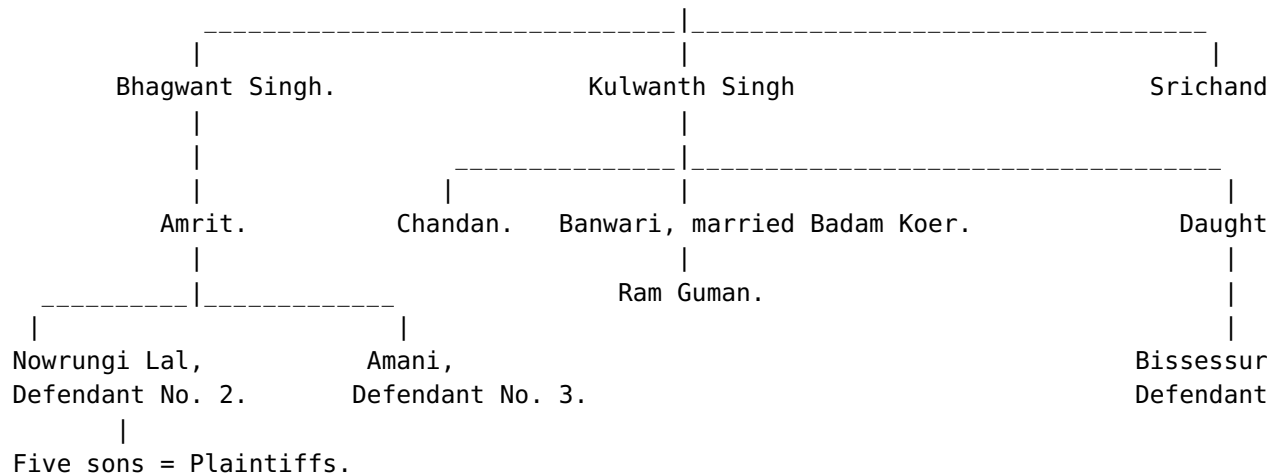 Bhagwant Singh. Kulwanth Singh Srichand
Amrit. Chandan. Banwari, married Badam Koer. Daught
Ram Guman.
Nowrungi Lal, Amani, Bissessur
Defendant No. 2. Defendant No. 3. Defendant
Five sons = Plaintiffs.